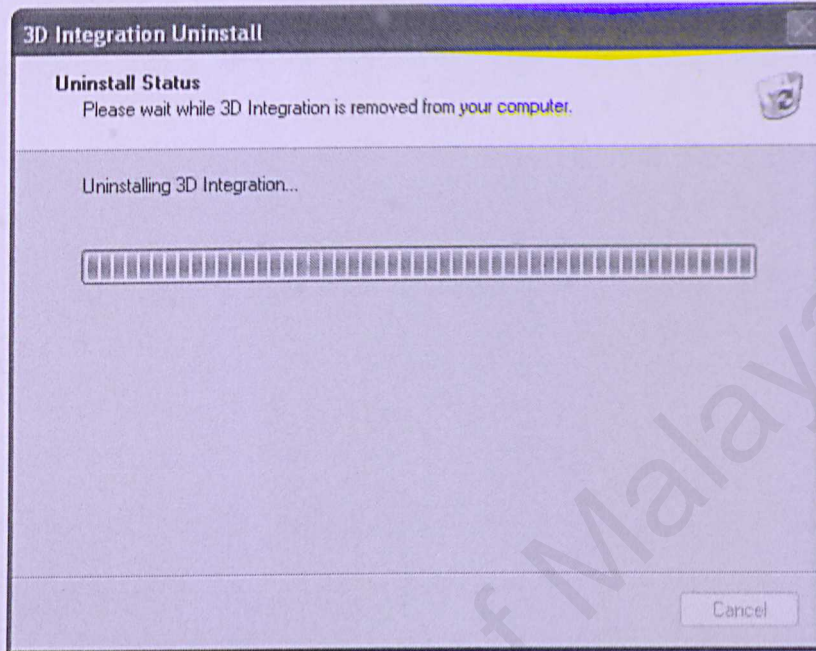 3D Integration Uninstall
Uninstall Status
Please wait while 3D Integration is removed from your computer.
Uninstalling 3D Integration...
Cancel
f Malaya